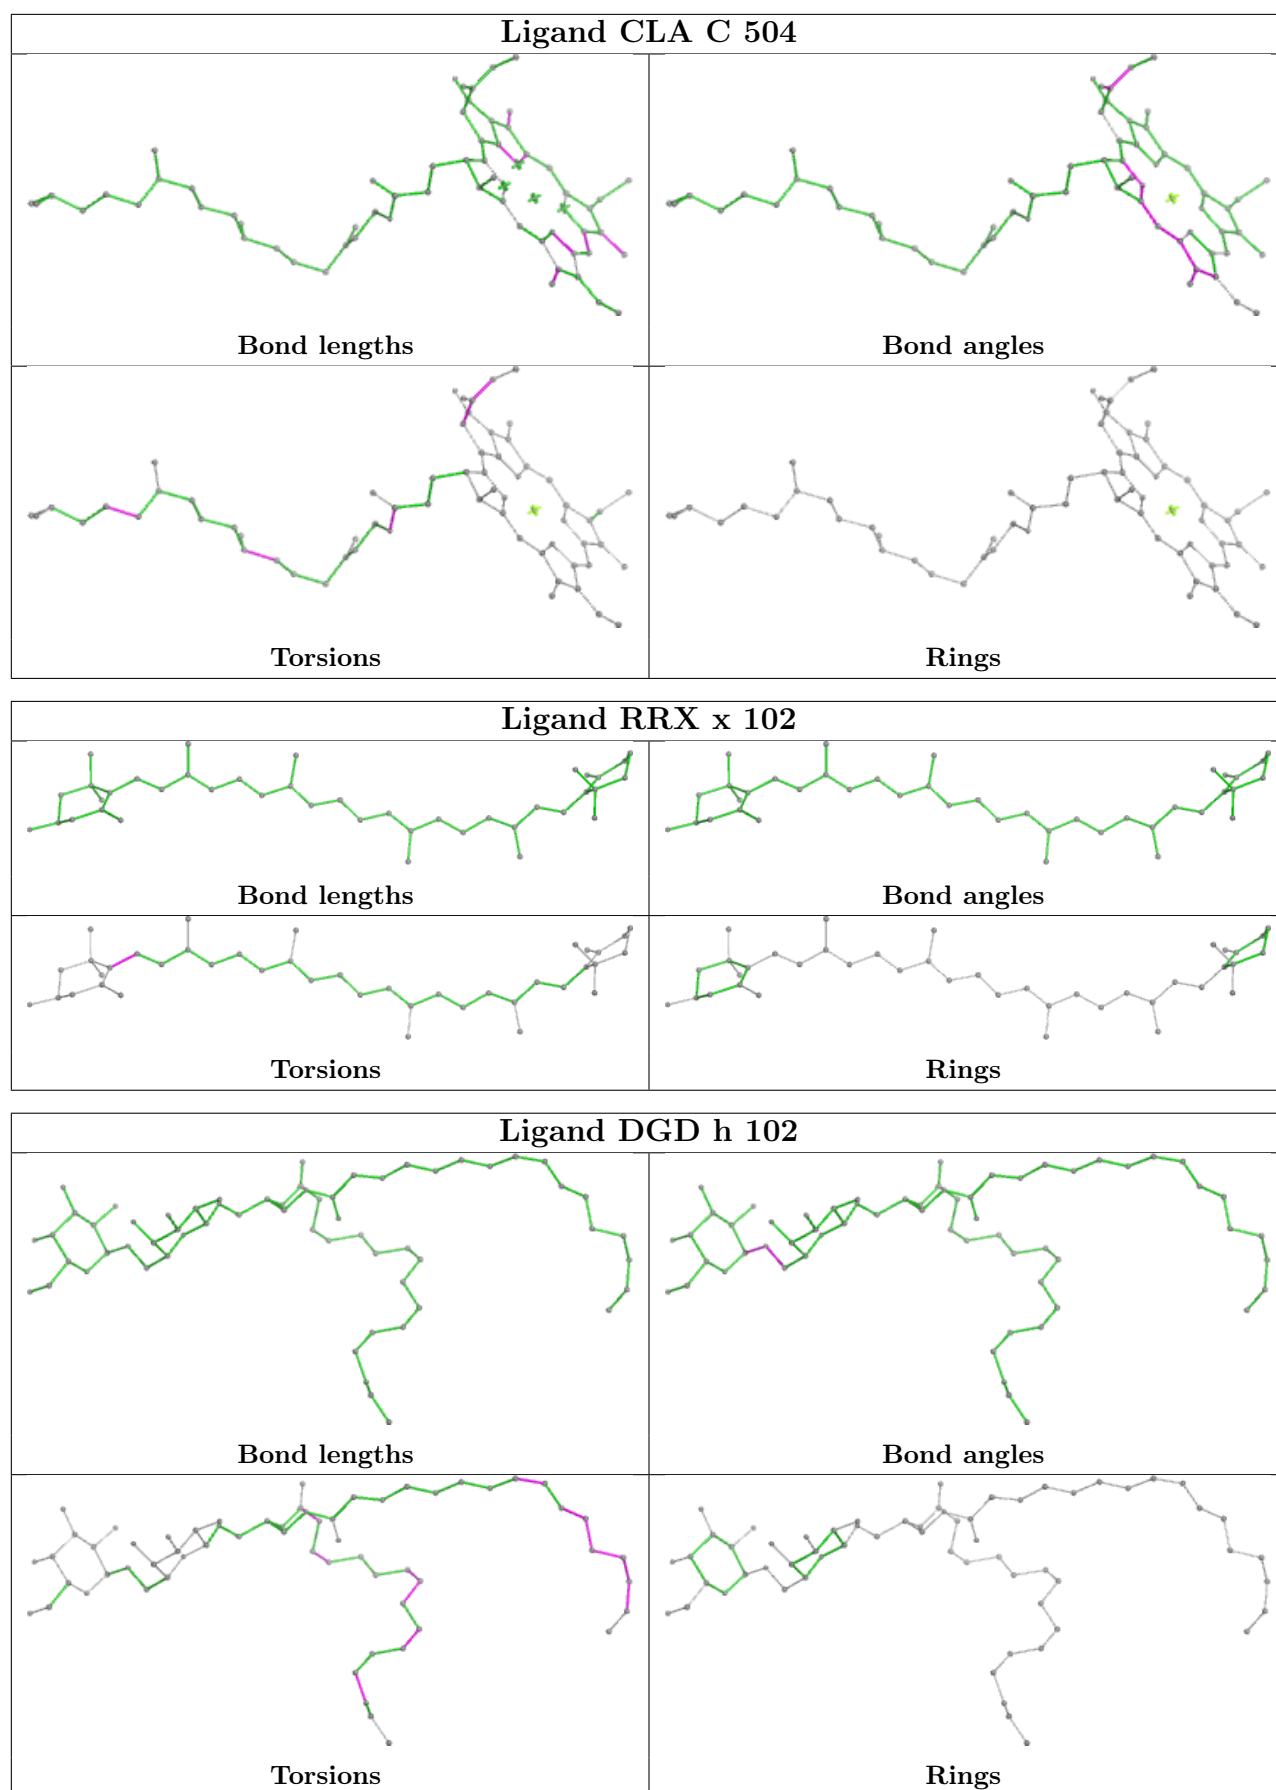 Ligand CLA C 504
Bond lengths
Bond angles
Torsions
Rings
Ligand RRX x 102
Bond lengths
Bond angles
Torsions
Rings
Ligand DGD h 102
Bond lengths
Bond angles
Torsions
Rings